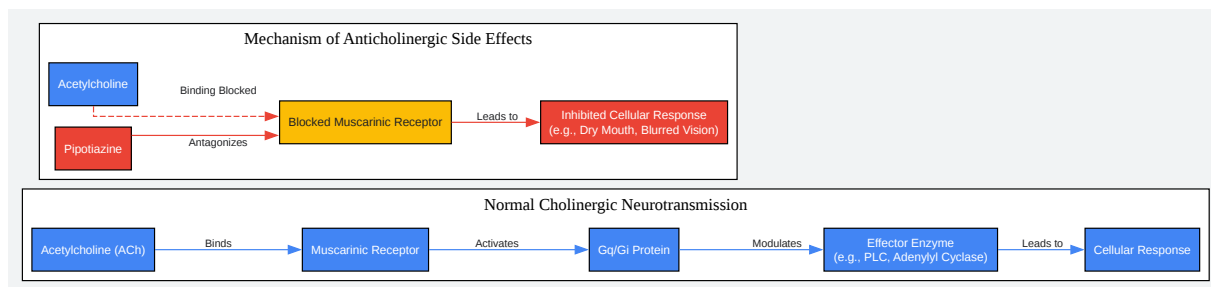 Mechanism of Anticholinergic Side Effects
Acetylcholine
Binding Blocked
Blocked Muscarinic Receptor
Leads to
Inhibited Cellular Response
(e.g., Dry Mouth, Blurred Vision)
Pipotiazine
Antagonizes
Normal Cholinergic Neurotransmission
Acetylcholine (ACh)
Binds
Muscarinic Receptor
Activates
Gq/Gi Protein
Modulates
Effector Enzyme
(e.g., PLC, Adenylyl Cyclase)
Leads to
Cellular Response